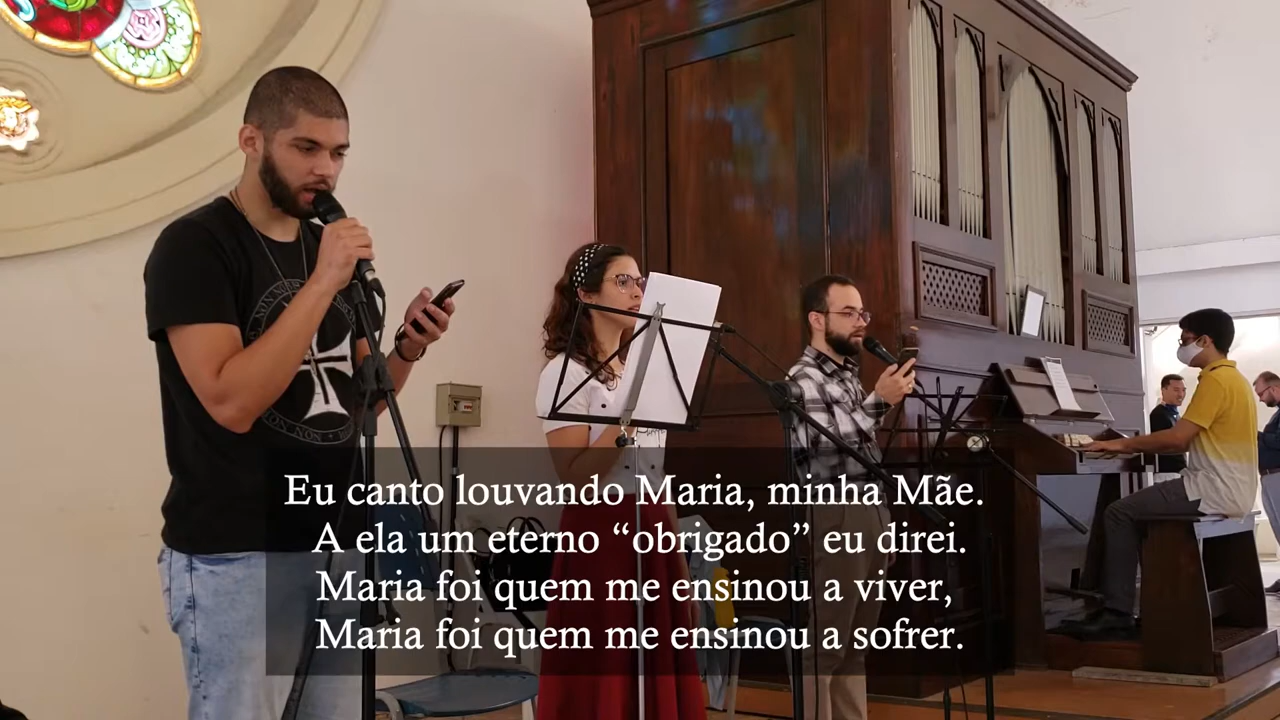 Eu canto louvando Maria, minha Mãe.
A ela um eterno “obrigado” eu direi.
Maria foi quem me ensinou a viver,
Maria foi quem me ensinou a sofrer.